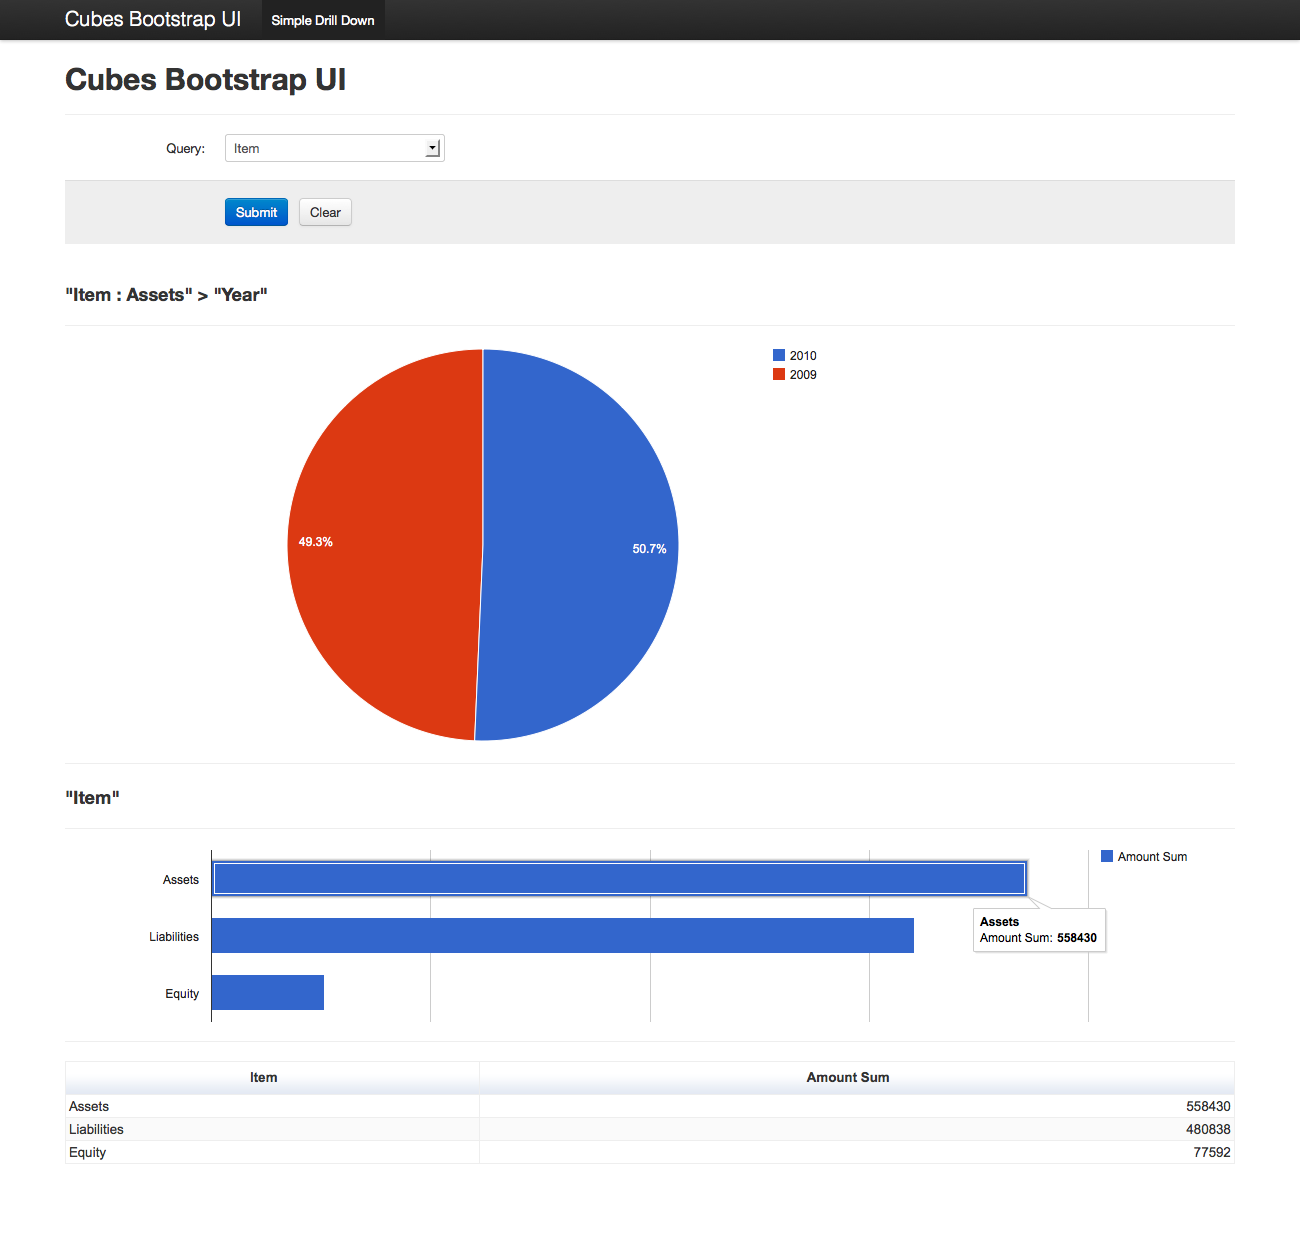 Cubes Bootstrap UI Simple Drill Down
Cubes Bootstrap UI
Query: Item
Submit Clear
"Item : Assets" > "Year"
2010
2009
49.3% 50.7%
"Item"
Amount Sum
Assets
Assets
Amount Sum: 558430
Liabilities
Equity
Item Amount Sum
Assets 558430
Liabilities 480838
Equity 77592